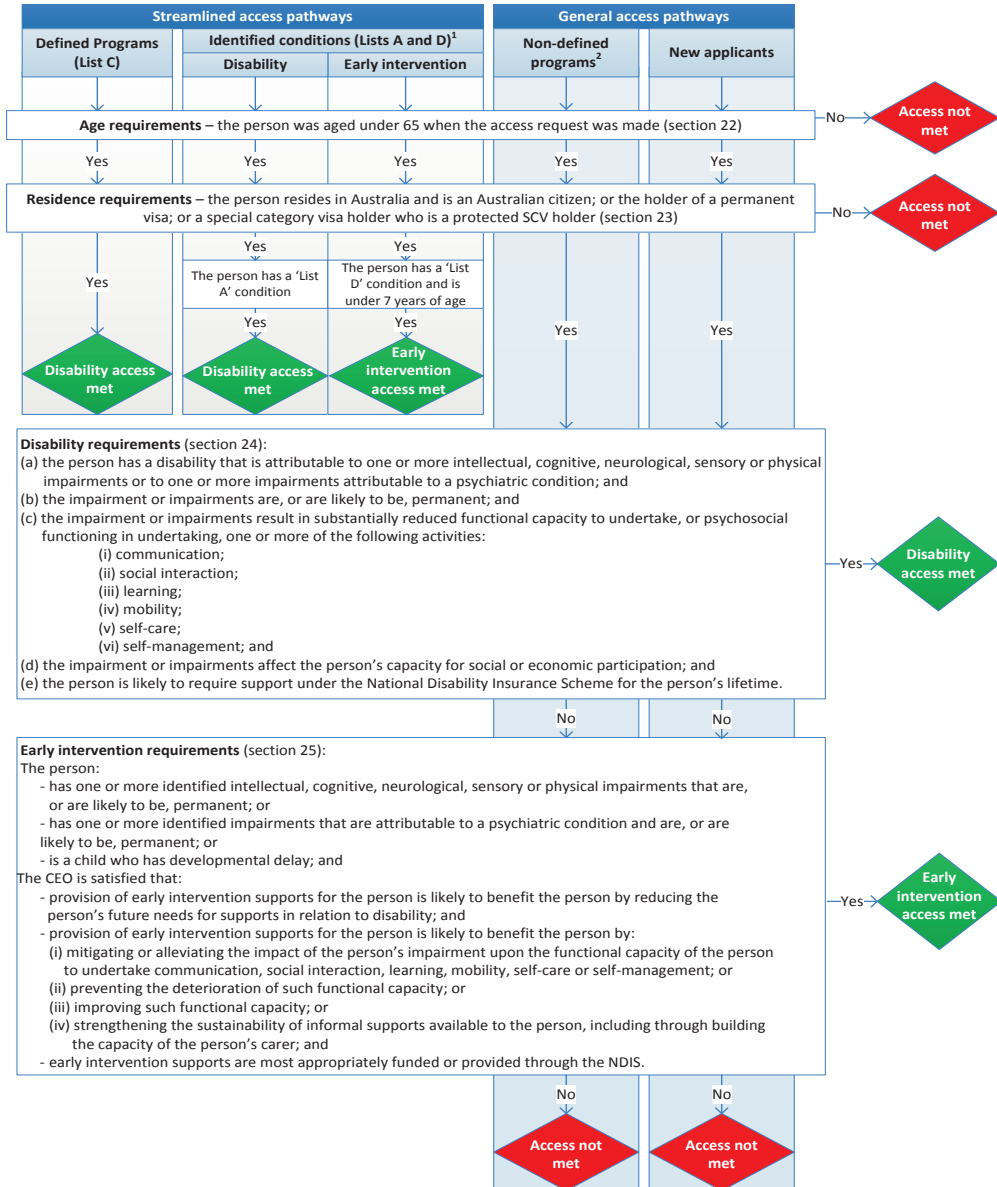 Streamlined access pathways
General access pathways
Defined Programs
(List C)
Identified conditions (Lists A and D)1
Disability
Early intervention
Non-defined
programs2
New applicants
Age requirements – the person was aged under 65 when the access request was made (section 22)
No
Access not
met
Yes
Yes
Yes
Yes
Yes
Residence requirements – the person resides in Australia and is an Australian citizen; or the holder of a permanent
visa; or a special category visa holder who is a protected SCV holder (section 23)
No
Access not
met
Yes
Yes
Yes
Yes
Yes
The person has a ‘List
A’ condition
The person has a ‘List
D’ condition and is
under 7 years of age
Yes
Yes
Disability access
met
Disability access
met
Early
intervention
access met
Disability requirements (section 24):
(a) the person has a disability that is attributable to one or more intellectual, cognitive, neurological, sensory or physical
impairments or to one or more impairments attributable to a psychiatric condition; and
(b) the impairment or impairments are, or are likely to be, permanent; and
(c) the impairment or impairments result in substantially reduced functional capacity to undertake, or psychosocial
functioning in undertaking, one or more of the following activities:
(i) communication;
(ii) social interaction;
(iii) learning;
(iv) mobility;
(v) self-care;
(vi) self-management; and
(d) the impairment or impairments affect the person’s capacity for social or economic participation; and
(e) the person is likely to require support under the National Disability Insurance Scheme for the person’s lifetime.
Yes
Disability
access met
No
No
Early intervention requirements (section 25):
The person:
- has one or more identified intellectual, cognitive, neurological, sensory or physical impairments that are,
or are likely to be, permanent; or
- has one or more identified impairments that are attributable to a psychiatric condition and are, or are
likely to be, permanent; or
- is a child who has developmental delay; and
The CEO is satisfied that:
- provision of early intervention supports for the person is likely to benefit the person by reducing the
person’s future needs for supports in relation to disability; and
- provision of early intervention supports for the person is likely to benefit the person by:
(i) mitigating or alleviating the impact of the person’s impairment upon the functional capacity of the person
to undertake communication, social interaction, learning, mobility, self-care or self-management; or
(ii) preventing the deterioration of such functional capacity; or
(iii) improving such functional capacity; or
(iv) strengthening the sustainability of informal supports available to the person, including through building
the capacity of the person’s carer; and
- early intervention supports are most appropriately funded or provided through the NDIS.
Yes
Early
intervention
access met
No
No
Access not
met
Access not
met